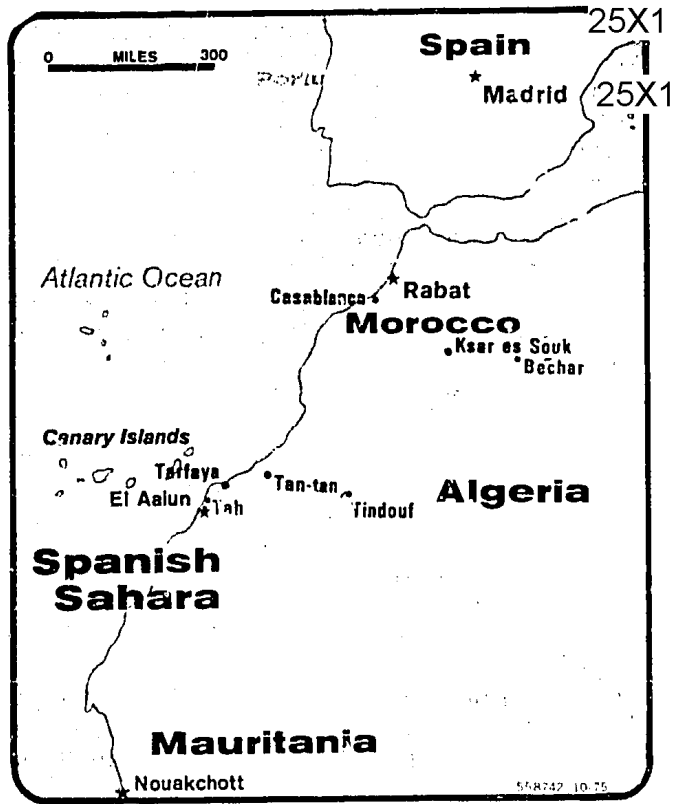 25X1
Spain
0 MILES 300
Madrid
25X1
Atlantic Ocean
Casablanca
Rabat
Morocco
Ksar es Souk
Bechar
Canary Islands
Tarfaya
Tan-tan
El Aaiun
Tah
Tindouf
Algeria
Spanish
Sahara
Mauritania
Nouakchott
558742 10-75